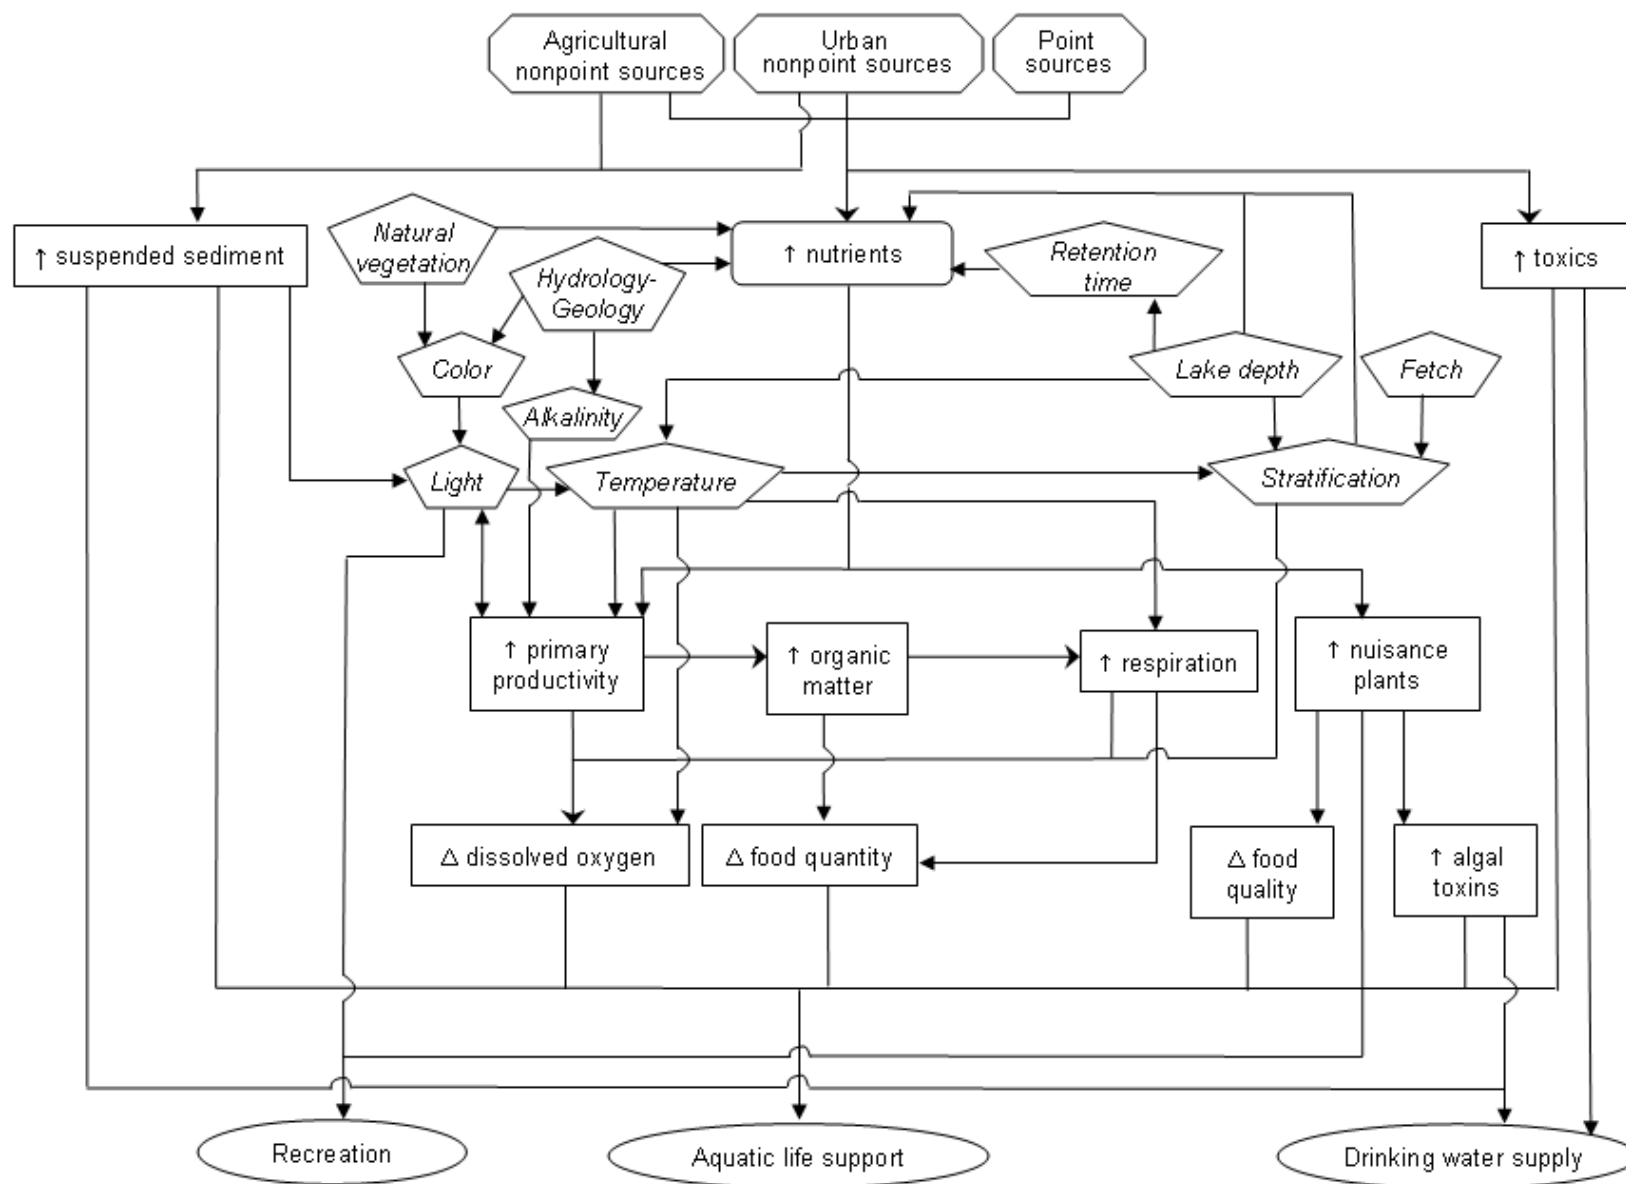 Agricultural
nonpoint sources
Urban
nonpoint sources
Point
sources
↑ suspended sediment
Natural
vegetation
↑ nutrients
Retention
time
↑ toxics
Hydrology-
Geology
Color
Lake depth
Fetch
Alkalinity
Light
Temperature
Stratification
↑ primary
productivity
↑ organic
matter
↑ respiration
↑ nuisance
plants
Δ dissolved oxygen
Δ food quantity
Δ food
quality
↑ algal
toxins
Recreation
Aquatic life support
Drinking water supply